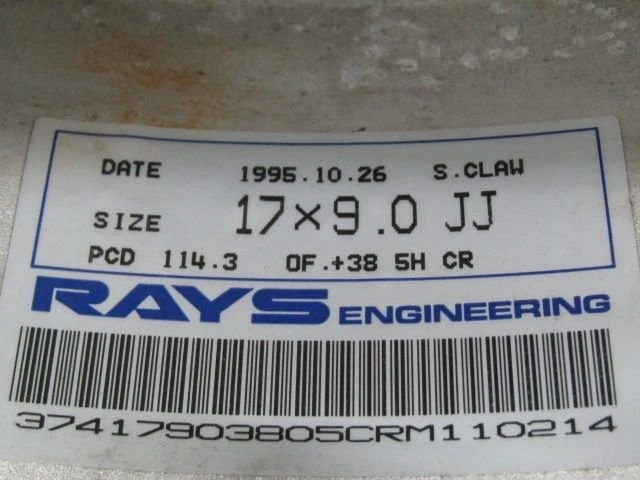 DATE 1995.10.26 S.CLAW
SIZE 17×9.0 JJ
PCD 114.3 OF.+38 5H CR
RAYS ENGINEERING
37417903805CRM110214